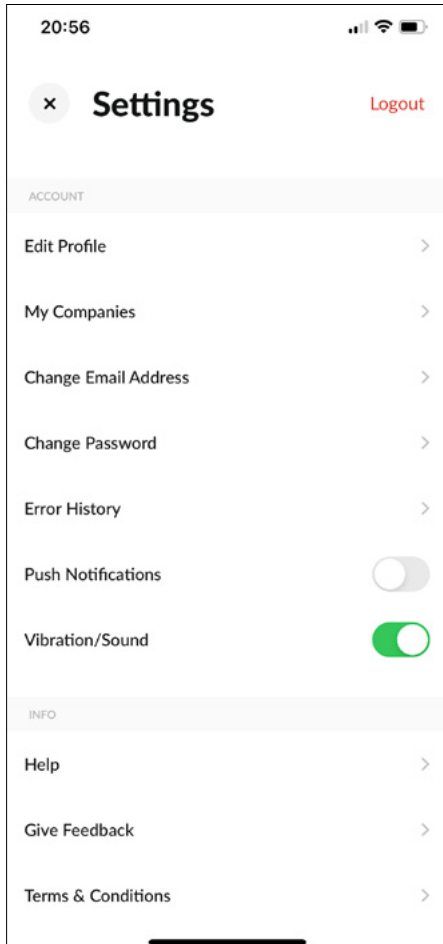 20:56
Settings
Logout
ACCOUNT
Edit Profile
My Companies
Change Email Address
Change Password
Error History
Push Notifications
Vibration/Sound
INFO
Help
Give Feedback
Terms & Conditions